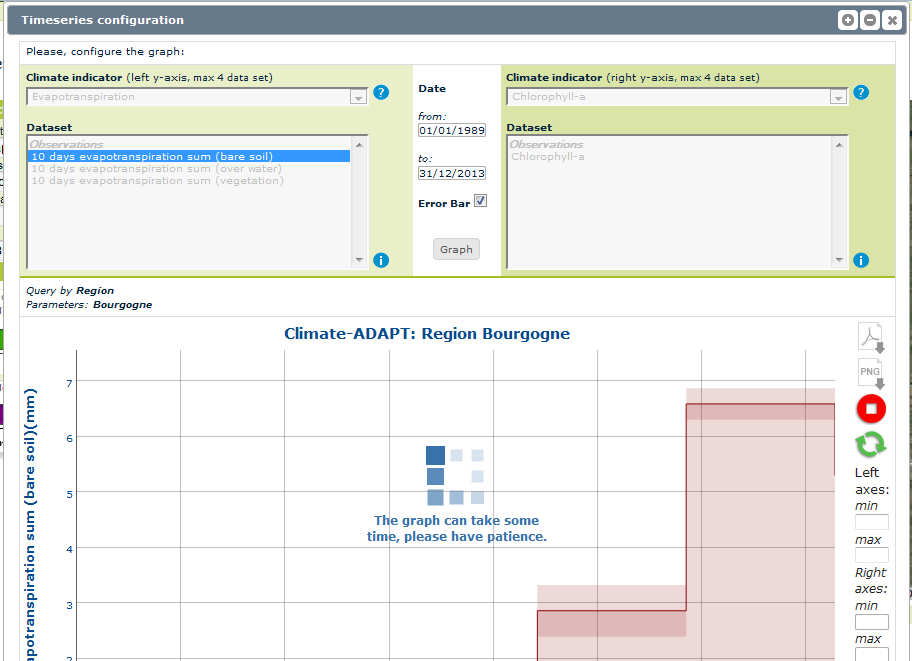 Timeseries configuration
Please, configure the graph:
Climate indicator (left y-axis, max 4 data set)
Evapotranspiration
?
Dataset
Observations
10 days evapotranspiration sum (bare soil)
10 days evapotranspiration sum (over water)
10 days evapotranspiration sum (vegetation)
i
Date
from:
01/01/1989
to:
31/12/2013
Error Bar
Graph
Climate indicator (right y-axis, max 4 data set)
Chlorophyll-a
?
Dataset
Observations
Chlorophyll-a
i
Query by Region
Parameters: Bourgogne
Climate-ADAPT: Region Bourgogne
7
6
5
4
3
2
potranspiration sum (bare soil)(mm)
The graph can take some
time, please have patience.
PNG
Left
axes:
min
max
Right
axes:
min
max